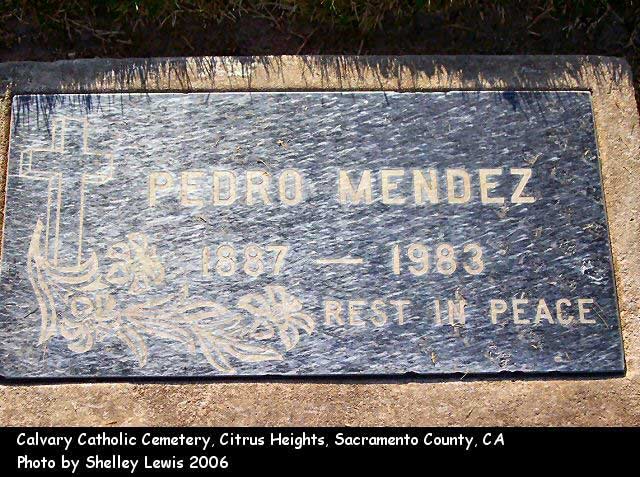 PEDRO MENDEZ
1887 — 1983
REST IN PEACE
Calvary Catholic Cemetery, Citrus Heights, Sacramento County, CA
Photo by Shelley Lewis 2006